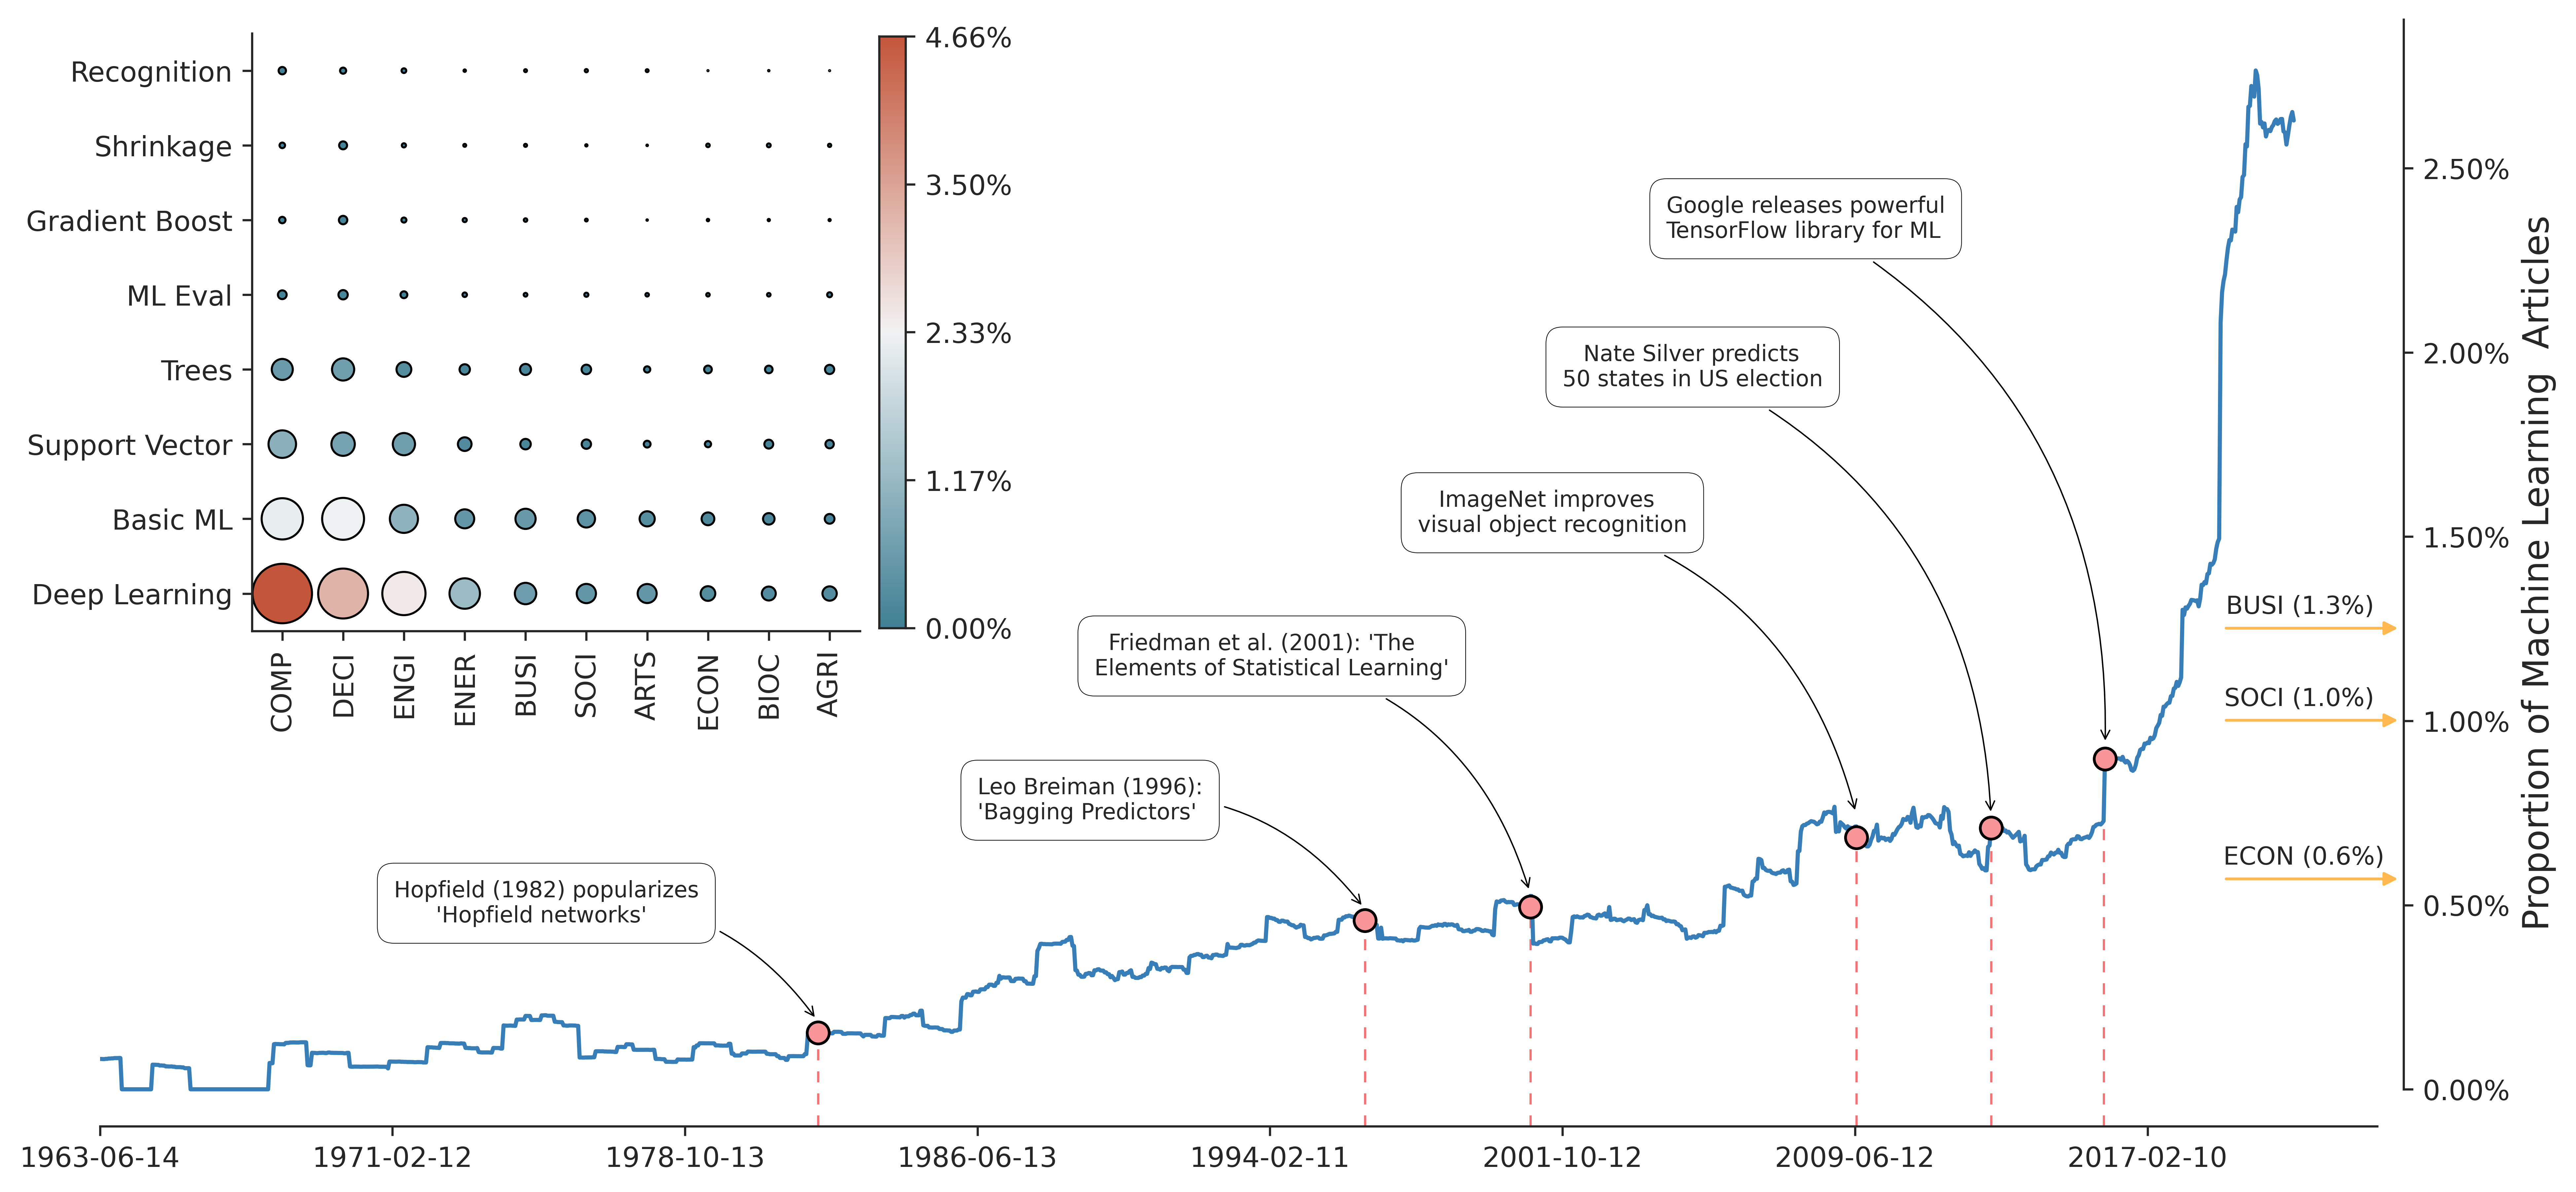 Recognition
Shrinkage
Gradient Boost
ML Eval
Trees
Support Vector
Basic ML
Deep Learning
COMP
DECI
ENGI
ENER
BUSI
SOCI
ARTS
ECON
BIOC
AGRI
4.66%
3.50%
2.33%
1.17%
0.00%
Google releases powerful
TensorFlow library for ML
Nate Silver predicts
50 states in US election
ImageNet improves
visual object recognition
Friedman et al. (2001): 'The
Elements of Statistical Learning'
Leo Breiman (1996):
'Bagging Predictors'
Hopfield (1982) popularizes
'Hopfield networks'
BUSI (1.3%)
SOCI (1.0%)
ECON (0.6%)
2.50%
2.00%
1.50%
1.00%
0.50%
0.00%
Proportion of Machine Learning Articles
1963-06-14
1971-02-12
1978-10-13
1986-06-13
1994-02-11
2001-10-12
2009-06-12
2017-02-10